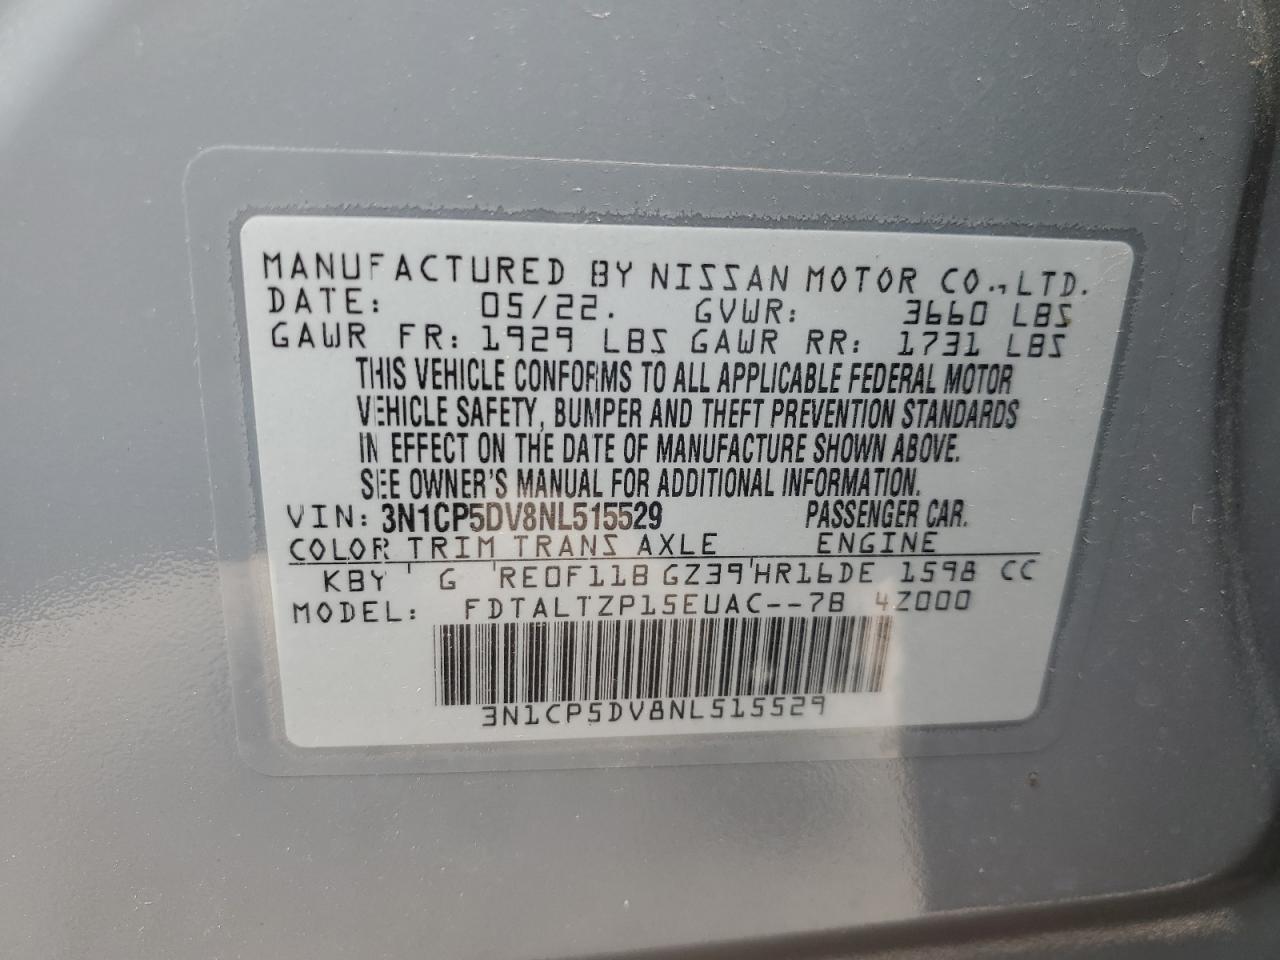 MANUFACTURED BY NISSAN MOTOR CO., LTD.
DATE: 05/22. GVWR: 3660 LBS
GAWR FR: 1929 LBS GAWR RR: 1731 LBS
THIS VEHICLE CONFORMS TO ALL APPLICABLE FEDERAL MOTOR
VEHICLE SAFETY, BUMPER AND THEFT PREVENTION STANDARDS
IN EFFECT ON THE DATE OF MANUFACTURE SHOWN ABOVE.
SEE OWNER'S MANUAL FOR ADDITIONAL INFORMATION.
VIN: 3N1CP5DV8NL515529 PASSENGER CAR.
COLOR TRIM TRANS AXLE ENGINE
KBY G RE0F11B GZ39 HR16DE 1598 CC
MODEL: FDTALTZP15EUAC--7B 4Z000
3N1CP5DV8NL515529